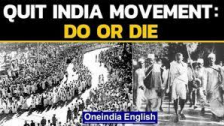 QUIT INDIA MOVEMENT:
DO OR DIE
Oneindia English